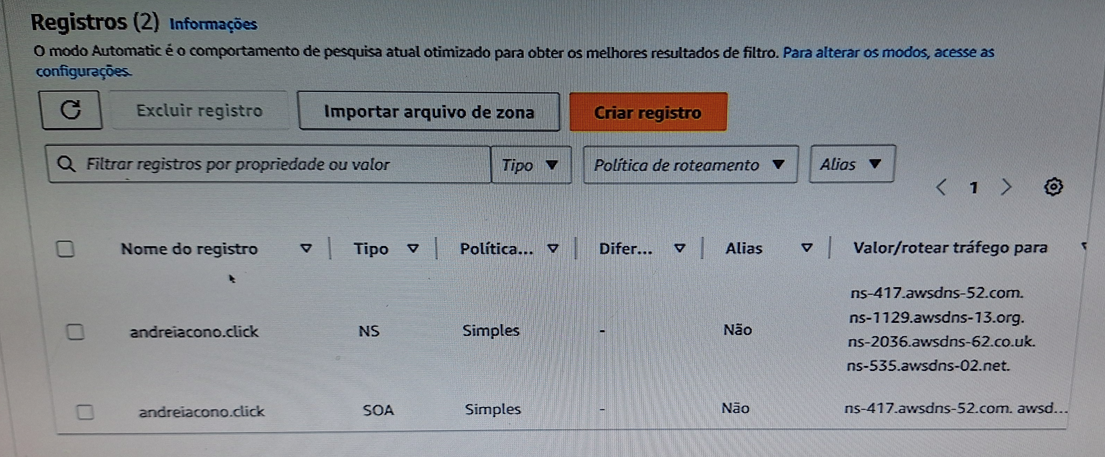 Registros (2) Informações
O modo Automatic é o comportamento de pesquisa atual otimizado para obter os melhores resultados de filtro. Para alterar os modos, acesse as
configurações.
Excluir registro Importar arquivo de zona Criar registro
Filtrar registros por propriedade ou valor Tipo Política de roteamento Alias
1
Nome do registro Tipo Política... Difer... Alias Valor/rotear tráfego para
ns-417.awsdns-52.com.
ns-1129.awsdns-13.org.
andreiacono.click NS Simples - Não
ns-2036.awsdns-62.co.uk.
ns-535.awsdns-02.net.
andreiacono.click SOA Simples - Não ns-417.awsdns-52.com. awsd...